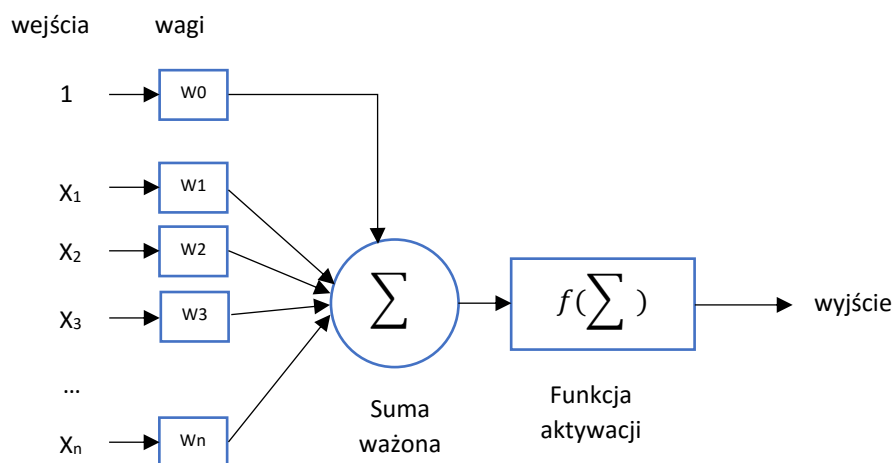 wejścia wagi
1 W0
X₁ W1
X₂ W2
X₃ W3
∑ f(∑ ) wyjście
...
Suma
ważona
Funkcja
aktywacji
Xₙ Wn